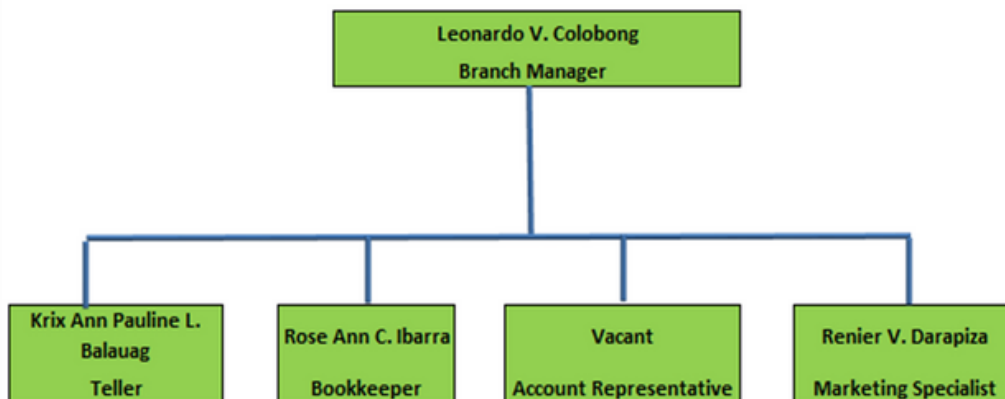 Leonardo V. Colobong
Branch Manager
Krix Ann Pauline L.
Balauag
Teller
Rose Ann C. Ibarra
Bookkeeper
Vacant
Account Representative
Renier V. Darapiza
Marketing Specialist